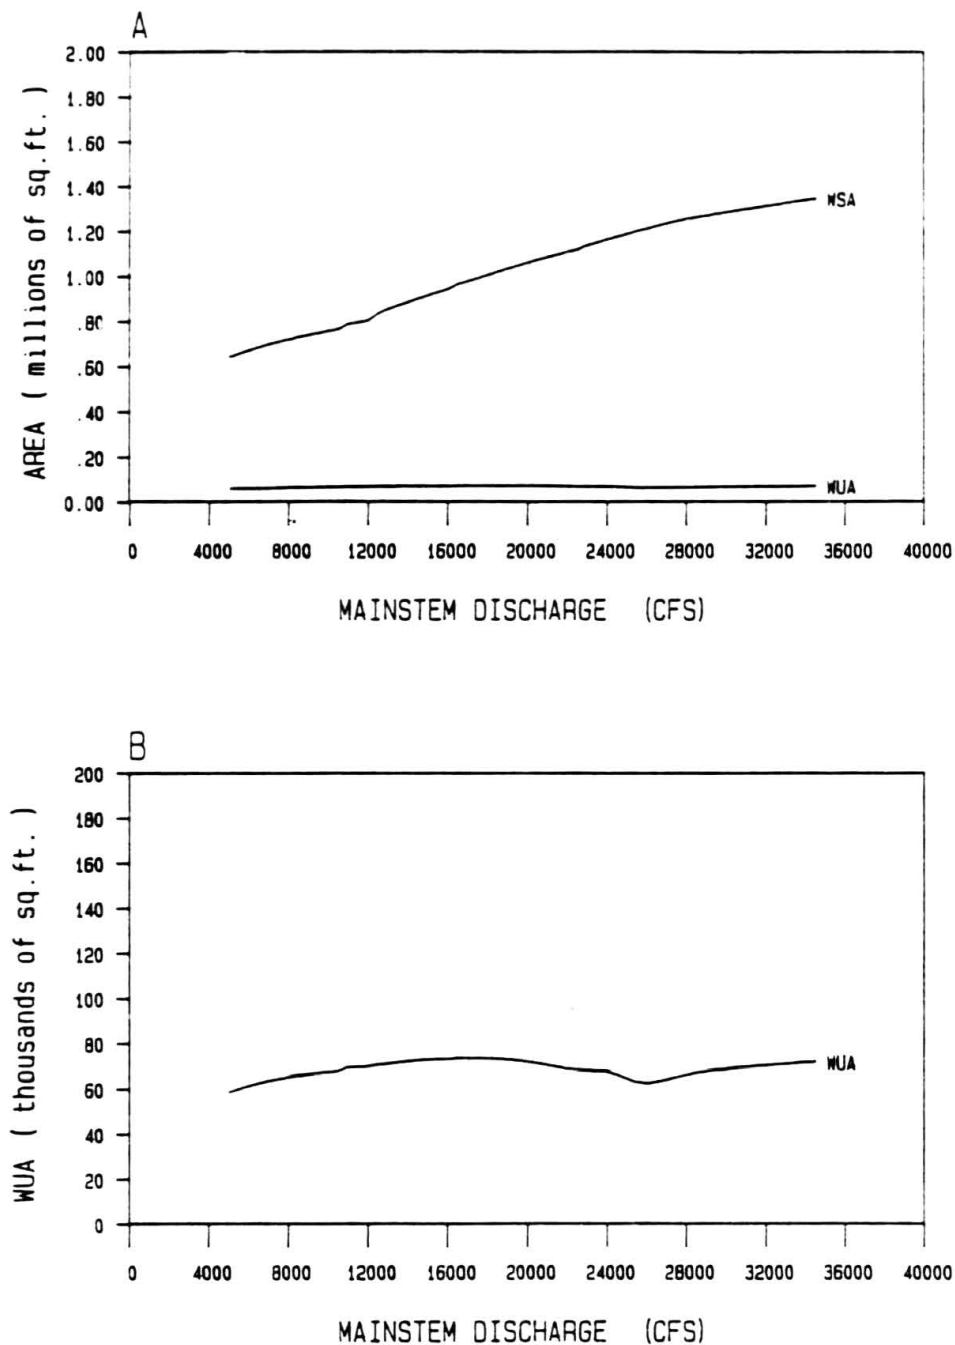 A
AREA ( millions of sq.ft. )
2.00
1.80
1.60
1.40
1.20
1.00
.80
.60
.40
.20
0.00
WSA
WUA
0 4000 8000 12000 16000 20000 24000 28000 32000 36000 40000
MAINSTEM DISCHARGE (CFS)
B
WUA ( thousands of sq.ft. )
200
180
160
140
120
100
80
60
40
20
0
WUA
0 4000 8000 12000 16000 20000 24000 28000 32000 36000 40000
MAINSTEM DISCHARGE (CFS)